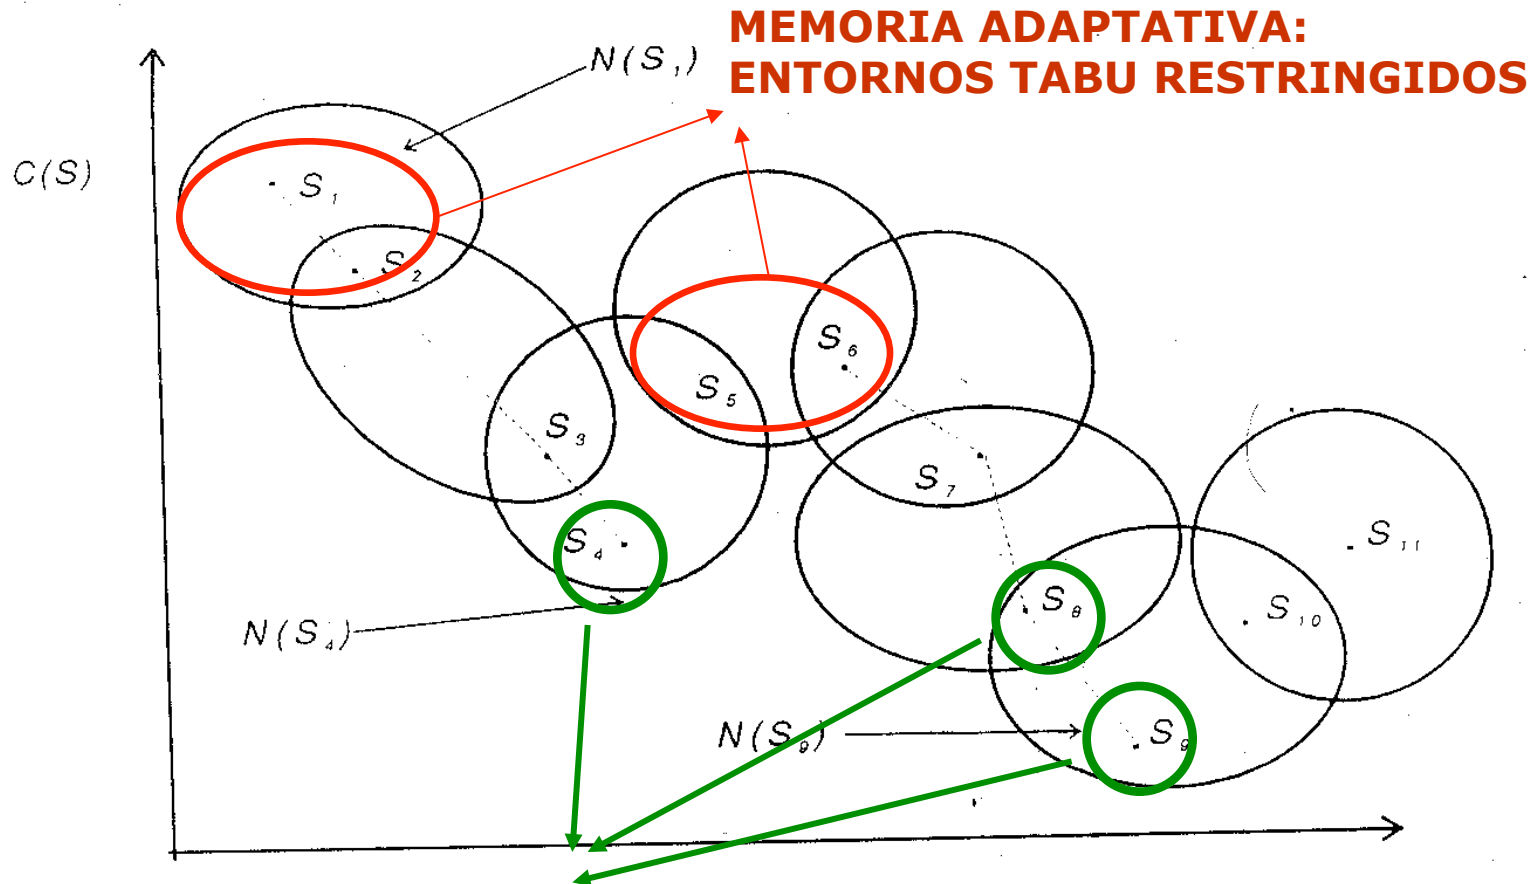 MEMORIA ADAPTATIVA:
ENTORNOS TABU RESTRINGIDOS
N(S₁)
C(S)
S₁
S₂
S₃
S₄
S₅
S₆
S₇
S₈
S₉
S₁₀
S₁₁
N(S₄)
N(S₉)